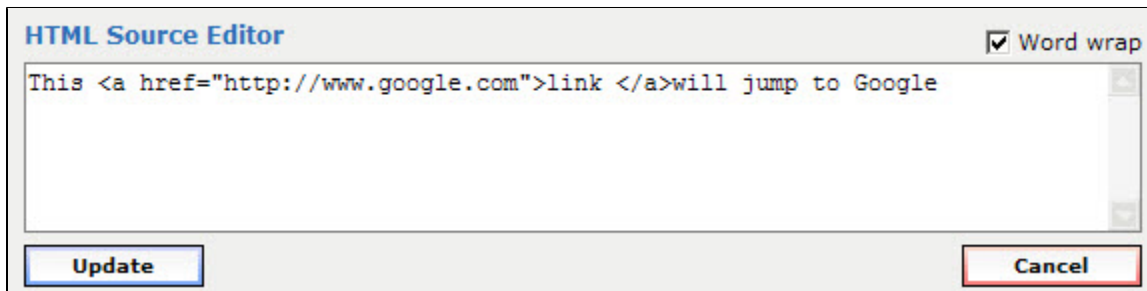 HTML Source Editor
Word wrap
This <a href="http://www.google.com">link </a>will jump to Google
Update
Cancel